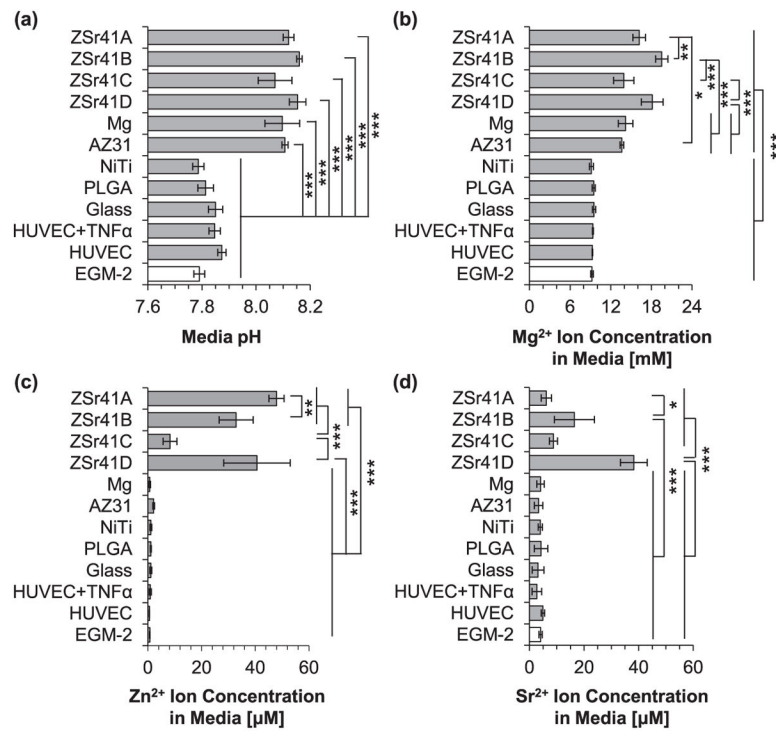 (a)
ZSr41A
ZSr41B
ZSr41C
ZSr41D
Mg
AZ31
NiTi
PLGA
Glass
HUVEC+TNFα
HUVEC
EGM-2
***
***
***
***
***
***
7.6 7.8 8.0 8.2
Media pH
(b)
ZSr41A
ZSr41B
ZSr41C
ZSr41D
Mg
AZ31
NiTi
PLGA
Glass
HUVEC+TNFα
HUVEC
EGM-2
**
*
***
***
***
***
0 6 12 18 24
Mg²⁺ Ion Concentration
in Media [mM]
(c)
ZSr41A
ZSr41B
ZSr41C
ZSr41D
Mg
AZ31
NiTi
PLGA
Glass
HUVEC+TNFα
HUVEC
EGM-2
**
***
***
***
0 20 40 60
Zn²⁺ Ion Concentration
in Media [µM]
(d)
ZSr41A
ZSr41B
ZSr41C
ZSr41D
Mg
AZ31
NiTi
PLGA
Glass
HUVEC+TNFα
HUVEC
EGM-2
*
***
***
0 20 40 60
Sr²⁺ Ion Concentration
in Media [µM]